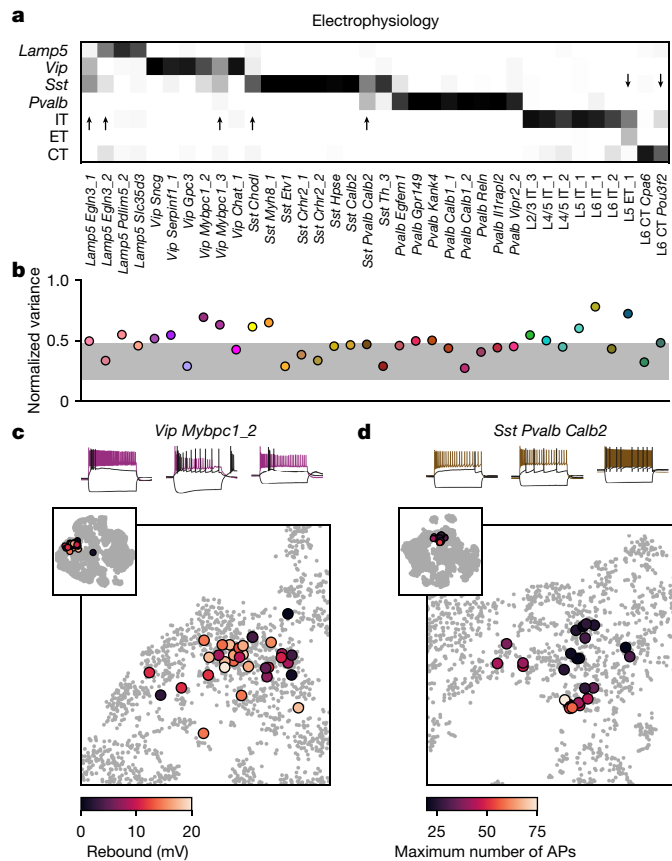 a
Electrophysiology
Lamp5
Vip
Sst
Pvalb
IT
ET
CT
Lamp5 Egln3_1
Lamp5 Egln3_2
Lamp5 Pdlim5_2
Lamp5 Slc35d3
Vip Sncg
Vip Serpinf1_1
Vip Gpc3
Vip Mybpc1_2
Vip Mybpc1_3
Vip Chat_1
Sst Chodl
Sst Myh8_1
Sst Etv1
Sst Crhr2_1
Sst Crhr2_2
Sst Hpse
Sst Calb2
Sst Pvalb Calb2
Sst Th_3
Pvalb Egfem1
Pvalb Gpr149
Pvalb Kank4
Pvalb Calb1_1
Pvalb Calb1_2
Pvalb Reln
Pvalb Il1rapl2
Pvalb Vipr2_2
L2/3 IT_3
L4/5 IT_1
L4/5 IT_2
L5 IT_1
L6 IT_1
L6 IT_2
L5 ET_1
L6 CT Cpa6
L6 CT Pou3f2
b
Normalized variance
1.0
0.5
0
c
Vip Mybpc1_2
d
Sst Pvalb Calb2
0 10 20
Rebound (mV)
25 50 75
Maximum number of APs